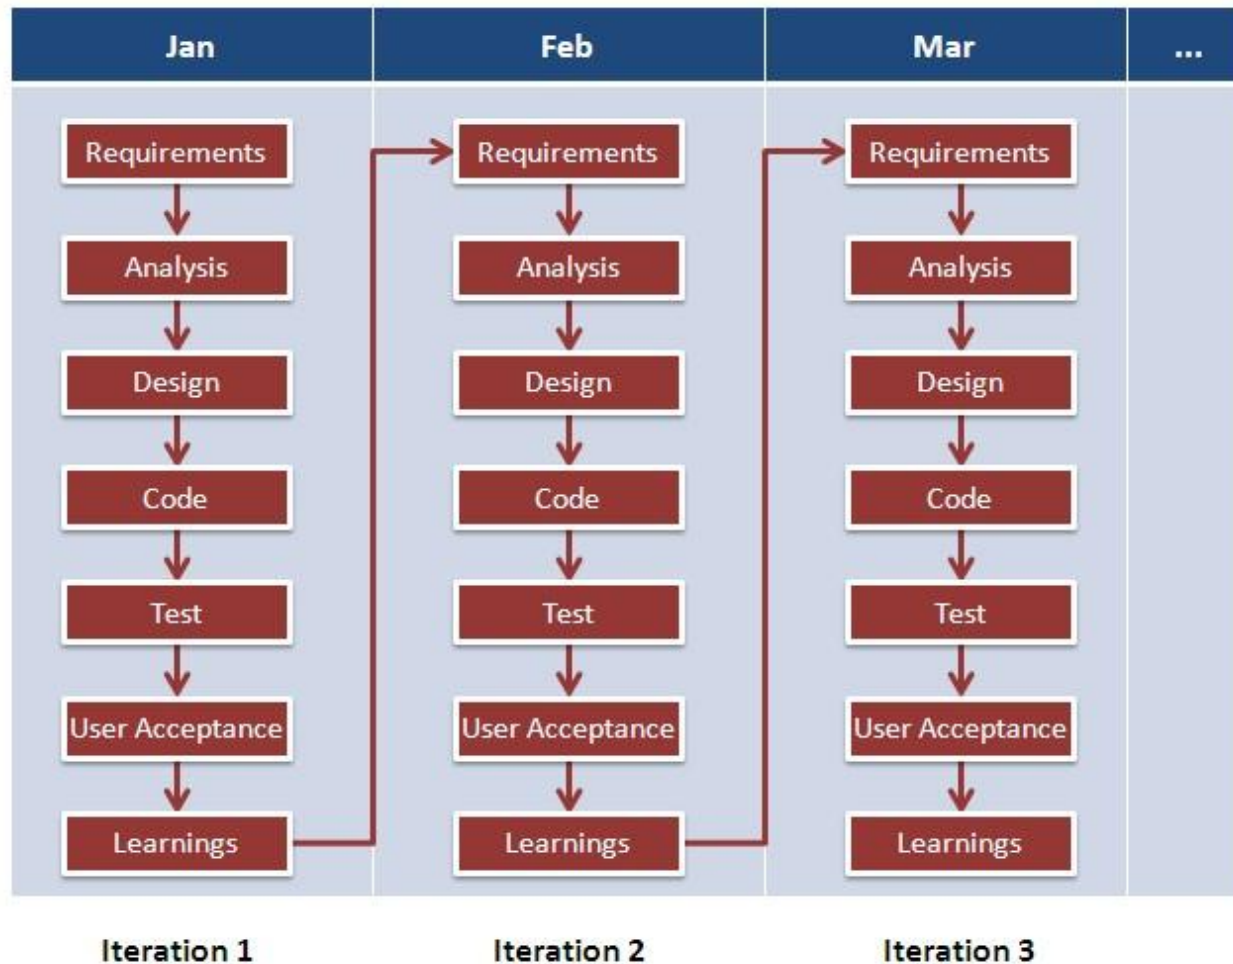 Jan
Feb
Mar
...
Requirements
Analysis
Design
Code
Test
User Acceptance
Learnings
Requirements
Analysis
Design
Code
Test
User Acceptance
Learnings
Requirements
Analysis
Design
Code
Test
User Acceptance
Learnings
Iteration 1
Iteration 2
Iteration 3